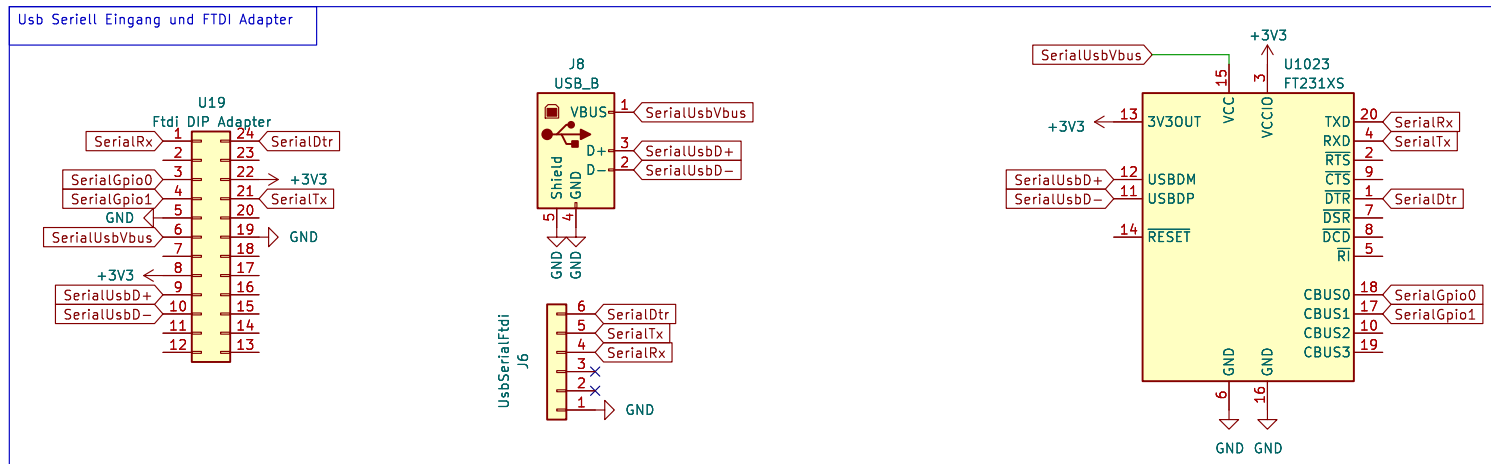 Usb Seriell Eingang und FTDI Adapter
U19
Ftdi DIP Adapter
SerialRx 1 24 SerialDtr
2 23
SerialGpio0 3 22 +3V3
SerialGpio1 4 21 SerialTx
GND 5 20
SerialUsbVbus 6 19 GND
7 18
+3V3 8 17
SerialUsbD+ 9 16
SerialUsbD- 10 15
11 14
12 13
J8
USB_B
VBUS 1 SerialUsbVbus
D+ 3 SerialUsbD+
D- 2 SerialUsbD-
Shield GND
5 4
GND GND
UsbSerialFtdi
J6
6 SerialDtr
5 SerialTx
4 SerialRx
3
2
1 GND
+3V3
SerialUsbVbus
U1023
FT231XS
15 3
VCC VCCIO
+3V3 13 3V3OUT
TXD 20 SerialRx
RXD 4 SerialTx
RTS 2
SerialUsbD+ 12 USBDM
CTS 9
SerialUsbD- 11 USBDP
DTR 1 SerialDtr
DSR 7
14 RESET
DCD 8
RI 5
CBUS0 18 SerialGpio0
CBUS1 17 SerialGpio1
CBUS2 10
CBUS3 19
GND GND
6 16
GND GND